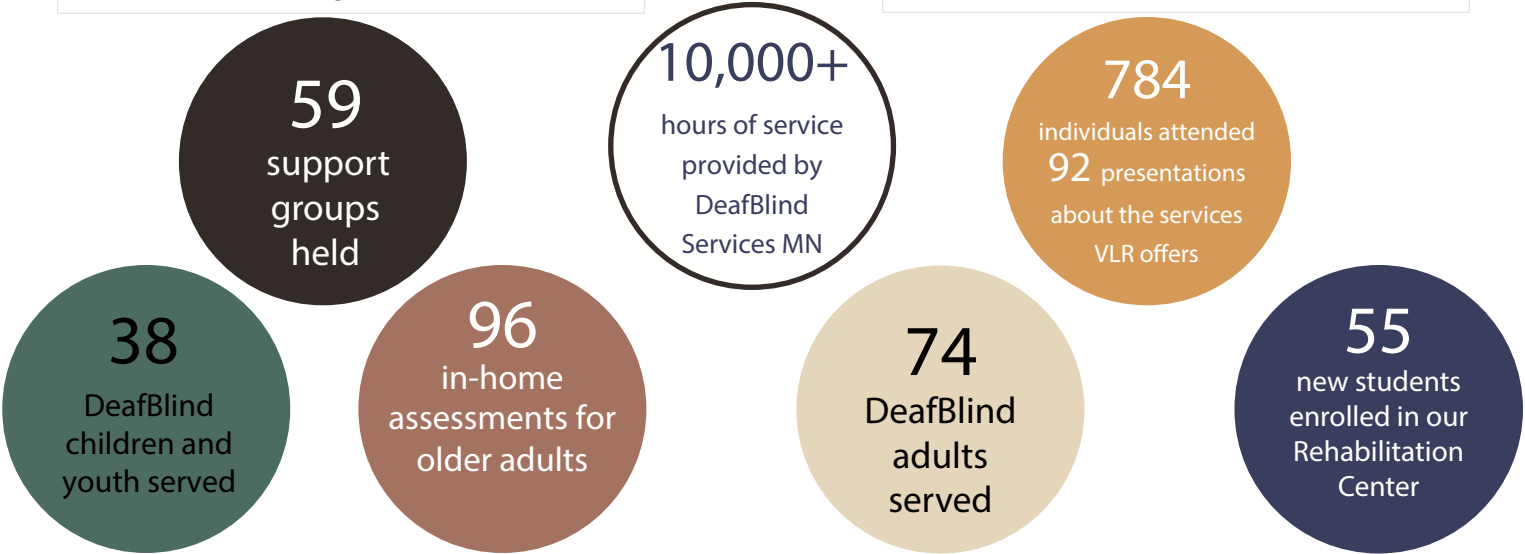 59
support
groups
held
10,000+
hours of service
provided by
DeafBlind
Services MN
784
individuals attended
92 presentations
about the services
VLR offers
38
DeafBlind
children and
youth served
96
in-home
assessments for
older adults
74
DeafBlind
adults
served
55
new students
enrolled in our
Rehabilitation
Center